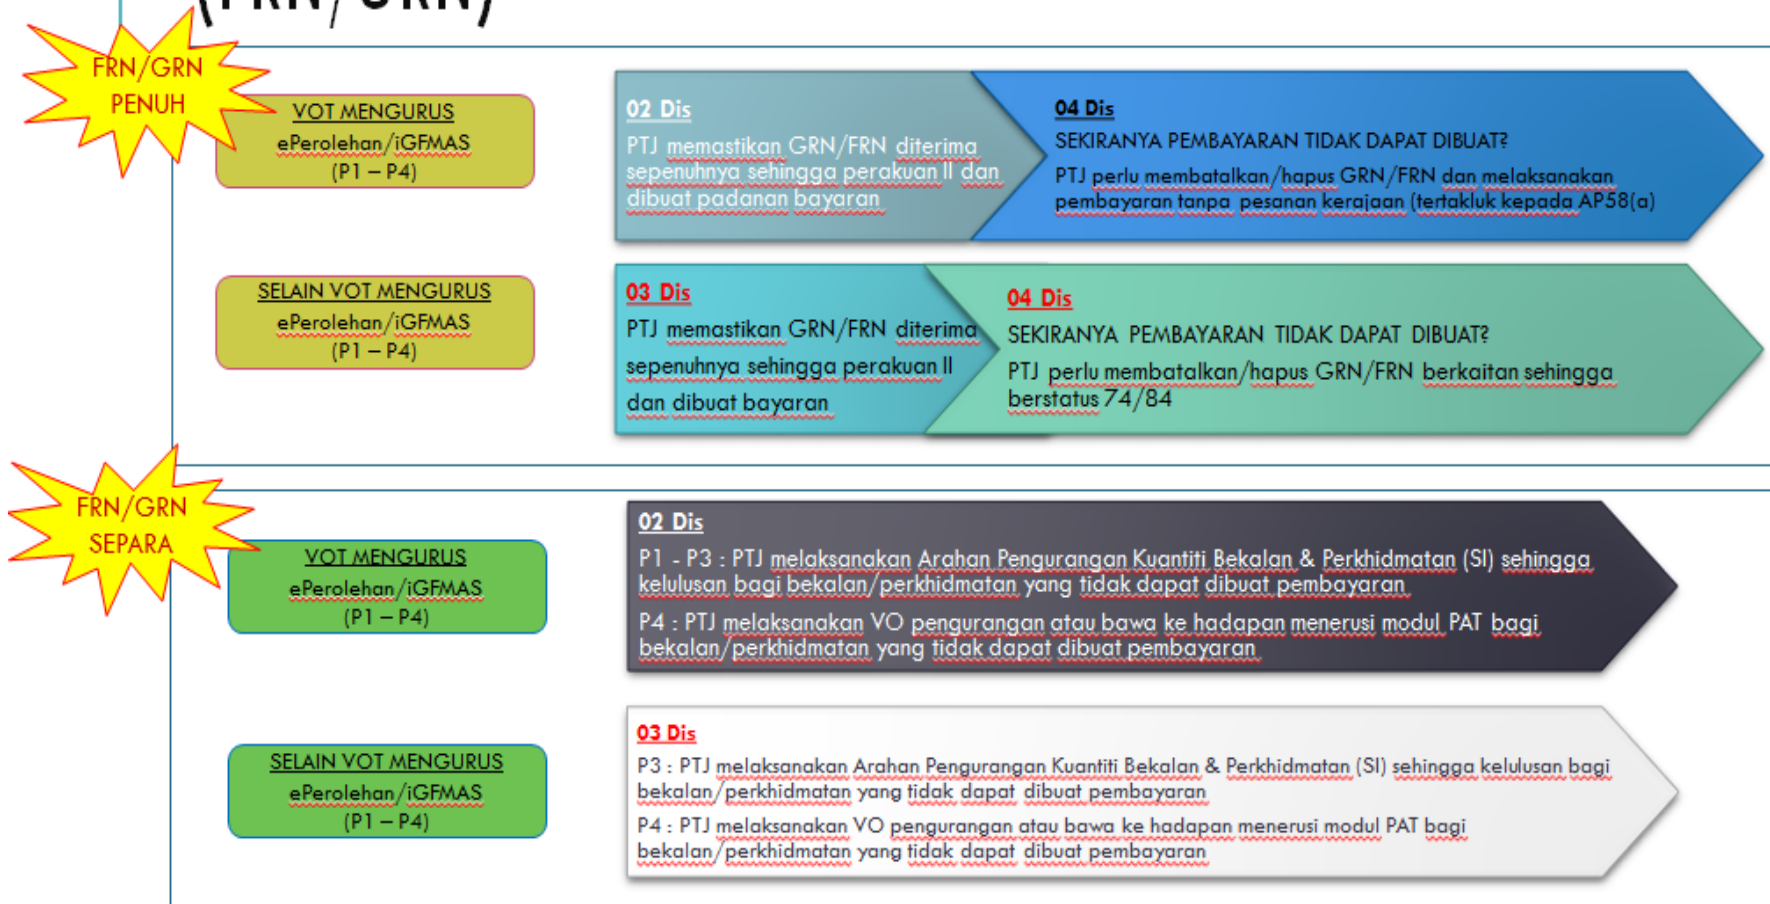 (FRN/GRN)
FRN/GRN
PENUH
VOT MENGURUS
ePerolehan/iGFMAS
(P1 – P4)
02 Dis
PTJ memastikan GRN/FRN diterima
sepenuhnya sehingga perakuan II dan
dibuat padanan bayaran
04 Dis
SEKIRANYA PEMBAYARAN TIDAK DAPAT DIBUAT?
PTJ perlu membatalkan/hapus GRN/FRN dan melaksanakan
pembayaran tanpa pesanan kerajaan (tertakluk kepada AP58(a)
SELAIN VOT MENGURUS
ePerolehan/iGFMAS
(P1 – P4)
03 Dis
PTJ memastikan GRN/FRN diterima
sepenuhnya sehingga perakuan II
dan dibuat bayaran
04 Dis
SEKIRANYA PEMBAYARAN TIDAK DAPAT DIBUAT?
PTJ perlu membatalkan/hapus GRN/FRN berkaitan sehingga
berstatus 74/84
FRN/GRN
SEPARA
VOT MENGURUS
ePerolehan/iGFMAS
(P1 – P4)
02 Dis
P1 - P3 : PTJ melaksanakan Arahan Pengurangan Kuantiti Bekalan & Perkhidmatan (SI) sehingga
kelulusan bagi bekalan/perkhidmatan yang tidak dapat dibuat pembayaran
P4 : PTJ melaksanakan VO pengurangan atau bawa ke hadapan menerusi modul PAT bagi
bekalan/perkhidmatan yang tidak dapat dibuat pembayaran
SELAIN VOT MENGURUS
ePerolehan/iGFMAS
(P1 – P4)
03 Dis
P3 : PTJ melaksanakan Arahan Pengurangan Kuantiti Bekalan & Perkhidmatan (SI) sehingga kelulusan bagi
bekalan/perkhidmatan yang tidak dapat dibuat pembayaran
P4 : PTJ melaksanakan VO pengurangan atau bawa ke hadapan menerusi modul PAT bagi
bekalan/perkhidmatan yang tidak dapat dibuat pembayaran